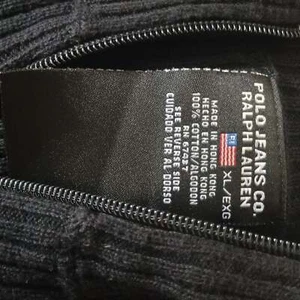 POLO JEANS CO.
RALPH LAUREN
XL/EXG
MADE IN HONG KONG
HECHO EN HONG KONG
100% COTTON/ALGODON
SEE REVERSE SIDE
RN 67427
CUIDADO VER AL DORSO